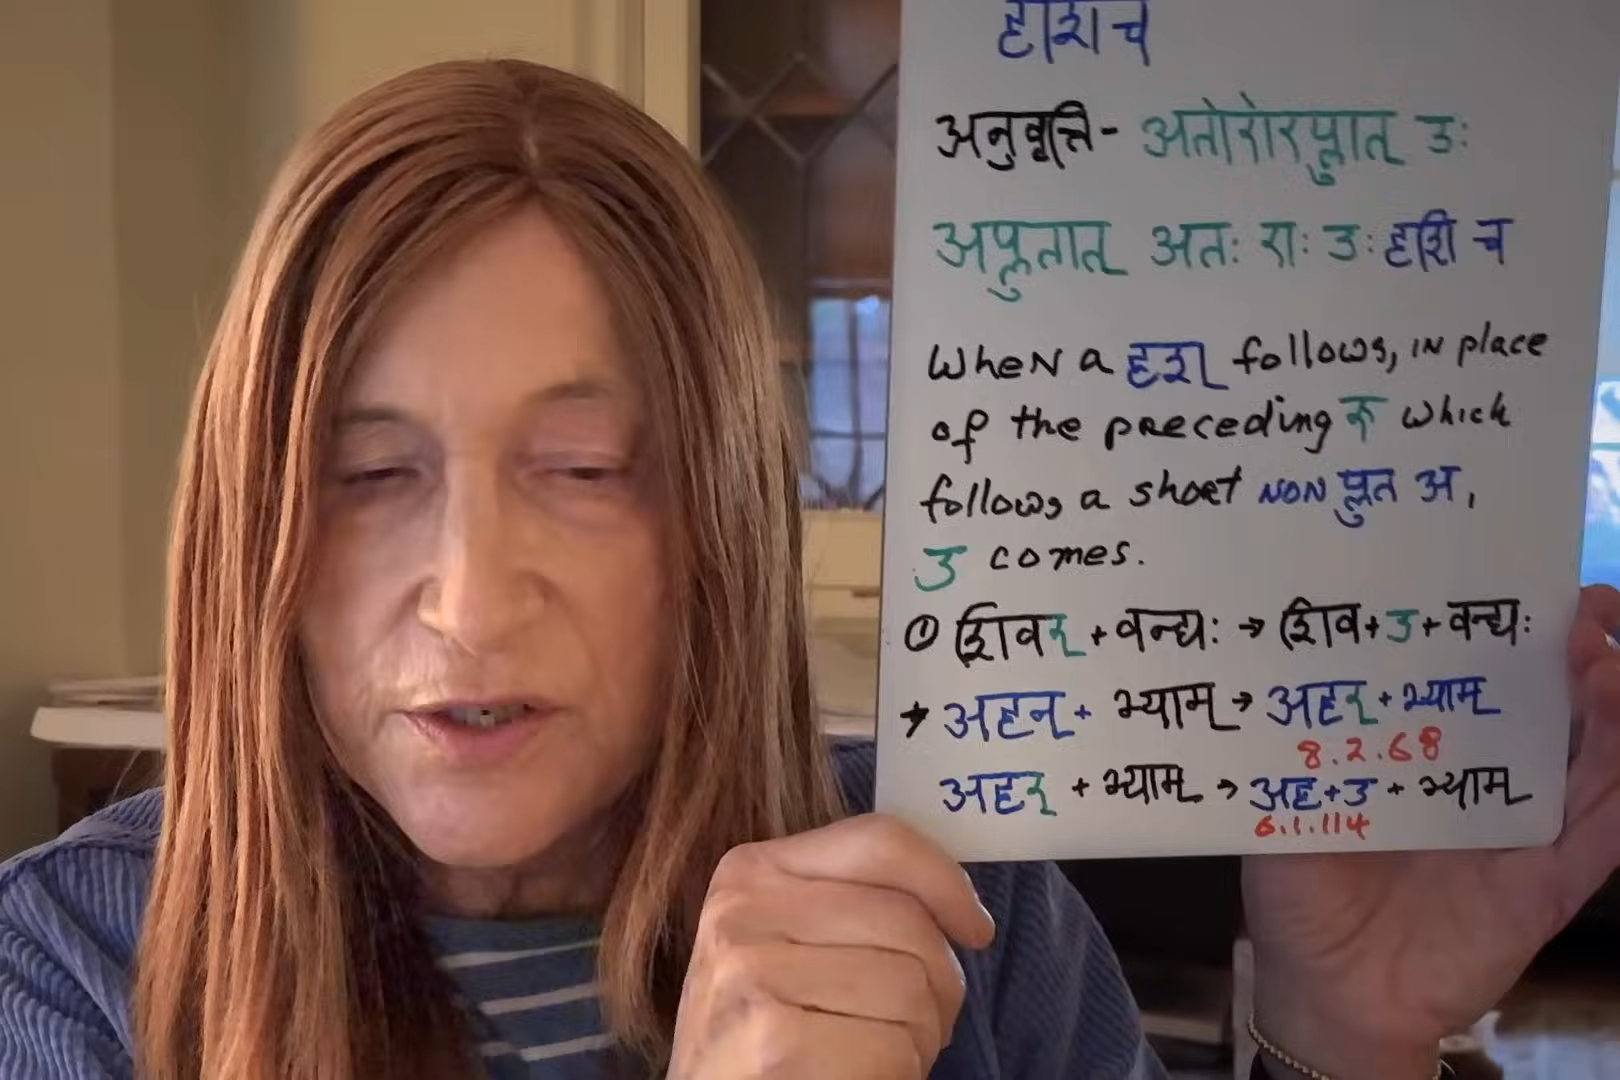 हशि च
अनुवृत्ति - अतोरोरप्लुतात् उः
अप्लुतात् अतः राः उः हशि च
When a हश् follows, in place
of the preceding रु which
follows a short non प्लुत अ,
उ comes.
① शिवर् + वन्द्यः → शिव + उ + वन्द्यः
→ अहन् + भ्याम् → अहर् + भ्याम्
8.2.68
अहर् + भ्याम् → अह + उ + भ्याम्
6.1.114